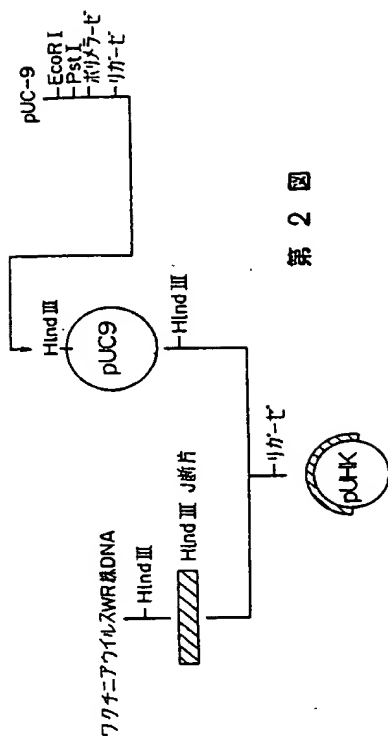 pUC-9
EcoRI
PstI
ポリメラーゼ
リガーゼ
HindⅢ
pUC9
HindⅢ
ワクチニアウイルスWR株DNA
HindⅢ
HindⅢ J断片
リガーゼ
pUHK
第2図